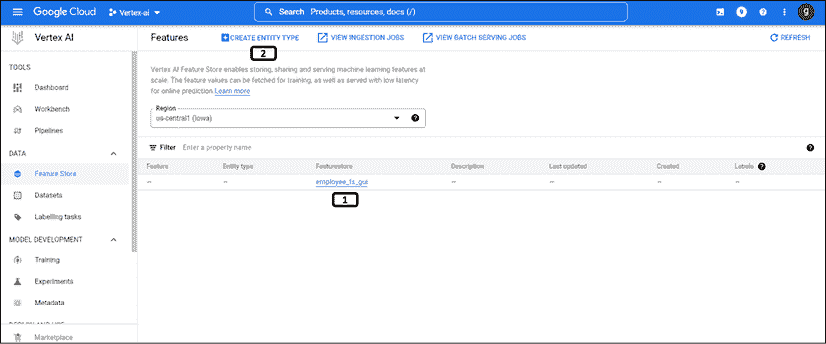 Google Cloud
Vertex-ai
Search Products, resources, docs (/)
9
g
Vertex AI
Features
CREATE ENTITY TYPE
VIEW INGESTION JOBS
VIEW BATCH SERVING JOBS
REFRESH
2
TOOLS
Dashboard
Workbench
Pipelines
DATA
Feature Store
Datasets
Labelling tasks
MODEL DEVELOPMENT
Training
Experiments
Metadata
Marketplace
Vertex AI Feature Store enables storing, sharing and serving machine learning features at
scale. The feature values can be fetched for training, as well as served with low latency
for online prediction. Learn more
Region
us-central1 (Iowa)
Filter Enter a property name
Feature Entity type Featurestore Description Last updated Created Labels
-- -- employee_fs_gui -- -- -- --
1